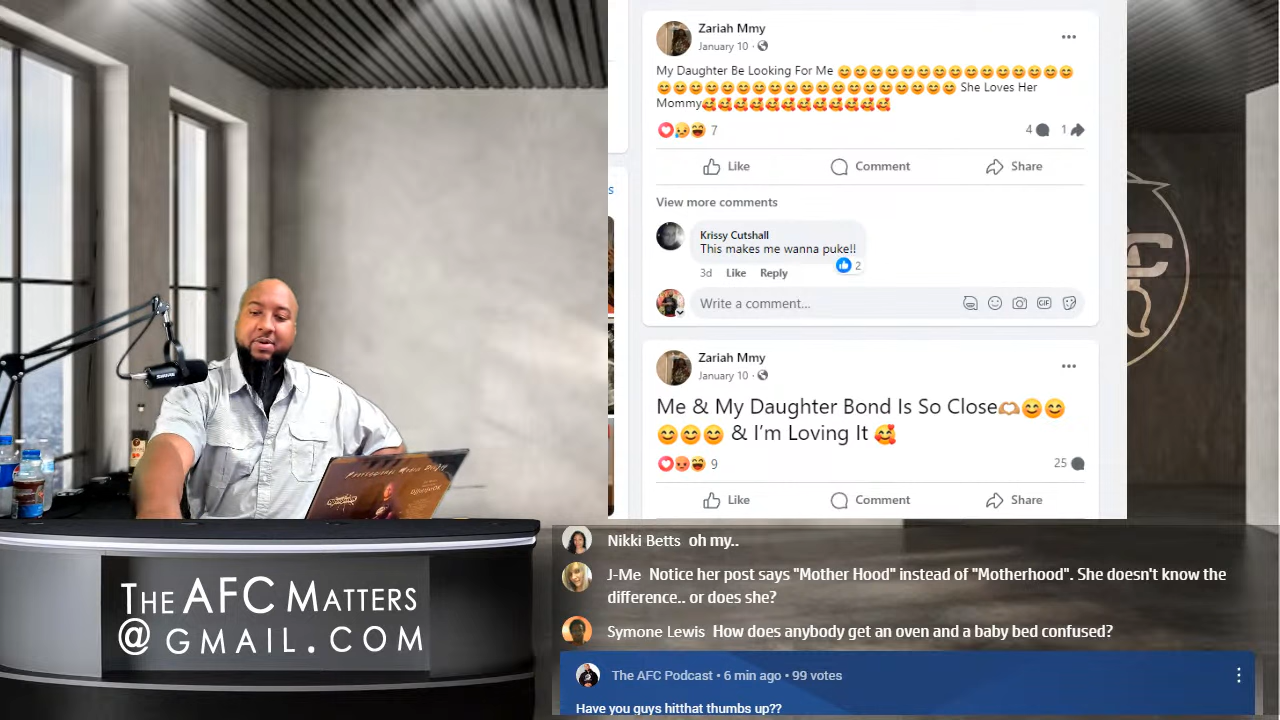 Zariah Mmy
January 10 ·
My Daughter Be Looking For Me 😊😊😊😊😊😊😊😊😊😊😊😊😊😊😊
😊😊😊😊😊😊😊😊😊😊😊😊😊😊😊😊😊😊😊 She Loves Her
Mommy🥰🥰🥰🥰🥰🥰🥰🥰🥰🥰🥰🥰
7
4
1
Like
Comment
Share
View more comments
Krissy Cutshall
This makes me wanna puke!!
2
3d Like Reply
Write a comment...
GIF
s
Zariah Mmy
January 10 ·
Me & My Daughter Bond Is So Close🫶🏽😊😊
😊😊😊 & I'm Loving It 🥰
9
25
Like
Comment
Share
THE AFC MATTERS
@GMAIL.COM
Nikki Betts oh my..
J-Me Notice her post says "Mother Hood" instead of "Motherhood". She doesn't know the
difference.. or does she?
Symone Lewis How does anybody get an oven and a baby bed confused?
The AFC Podcast • 6 min ago • 99 votes
Have you guys hitthat thumbs up??